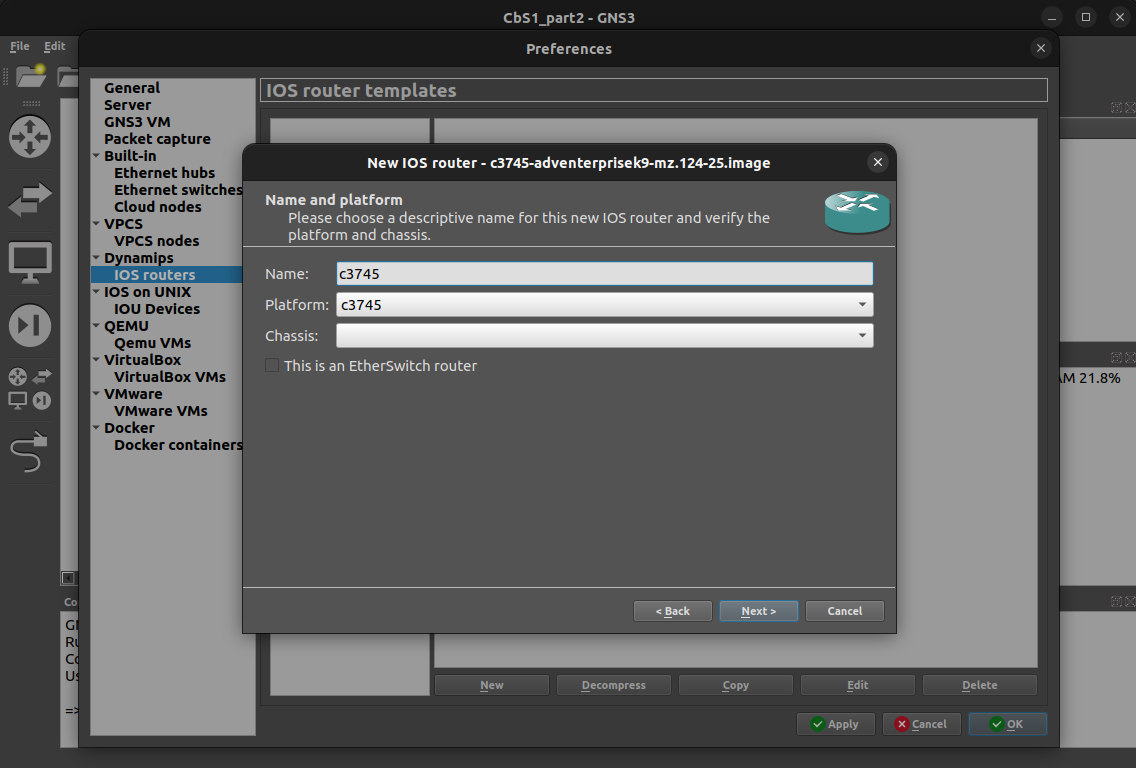 CbS1_part2 - GNS3
File Edit
Preferences
General
Server
GNS3 VM
Packet capture
Built-in
Ethernet hubs
Ethernet switches
Cloud nodes
VPCS
VPCS nodes
Dynamips
IOS routers
IOS on UNIX
IOU Devices
QEMU
Qemu VMs
VirtualBox
VirtualBox VMs
VMware
VMware VMs
Docker
Docker containers
IOS router templates
New IOS router - c3745-adventerprisek9-mz.124-25.image
Name and platform
Please choose a descriptive name for this new IOS router and verify the
platform and chassis.
Name: c3745
Platform: c3745
Chassis:
This is an EtherSwitch router
< Back Next > Cancel
New Decompress Copy Edit Delete
Apply Cancel OK
21.8%
Co
Ru
Co
Us
=>